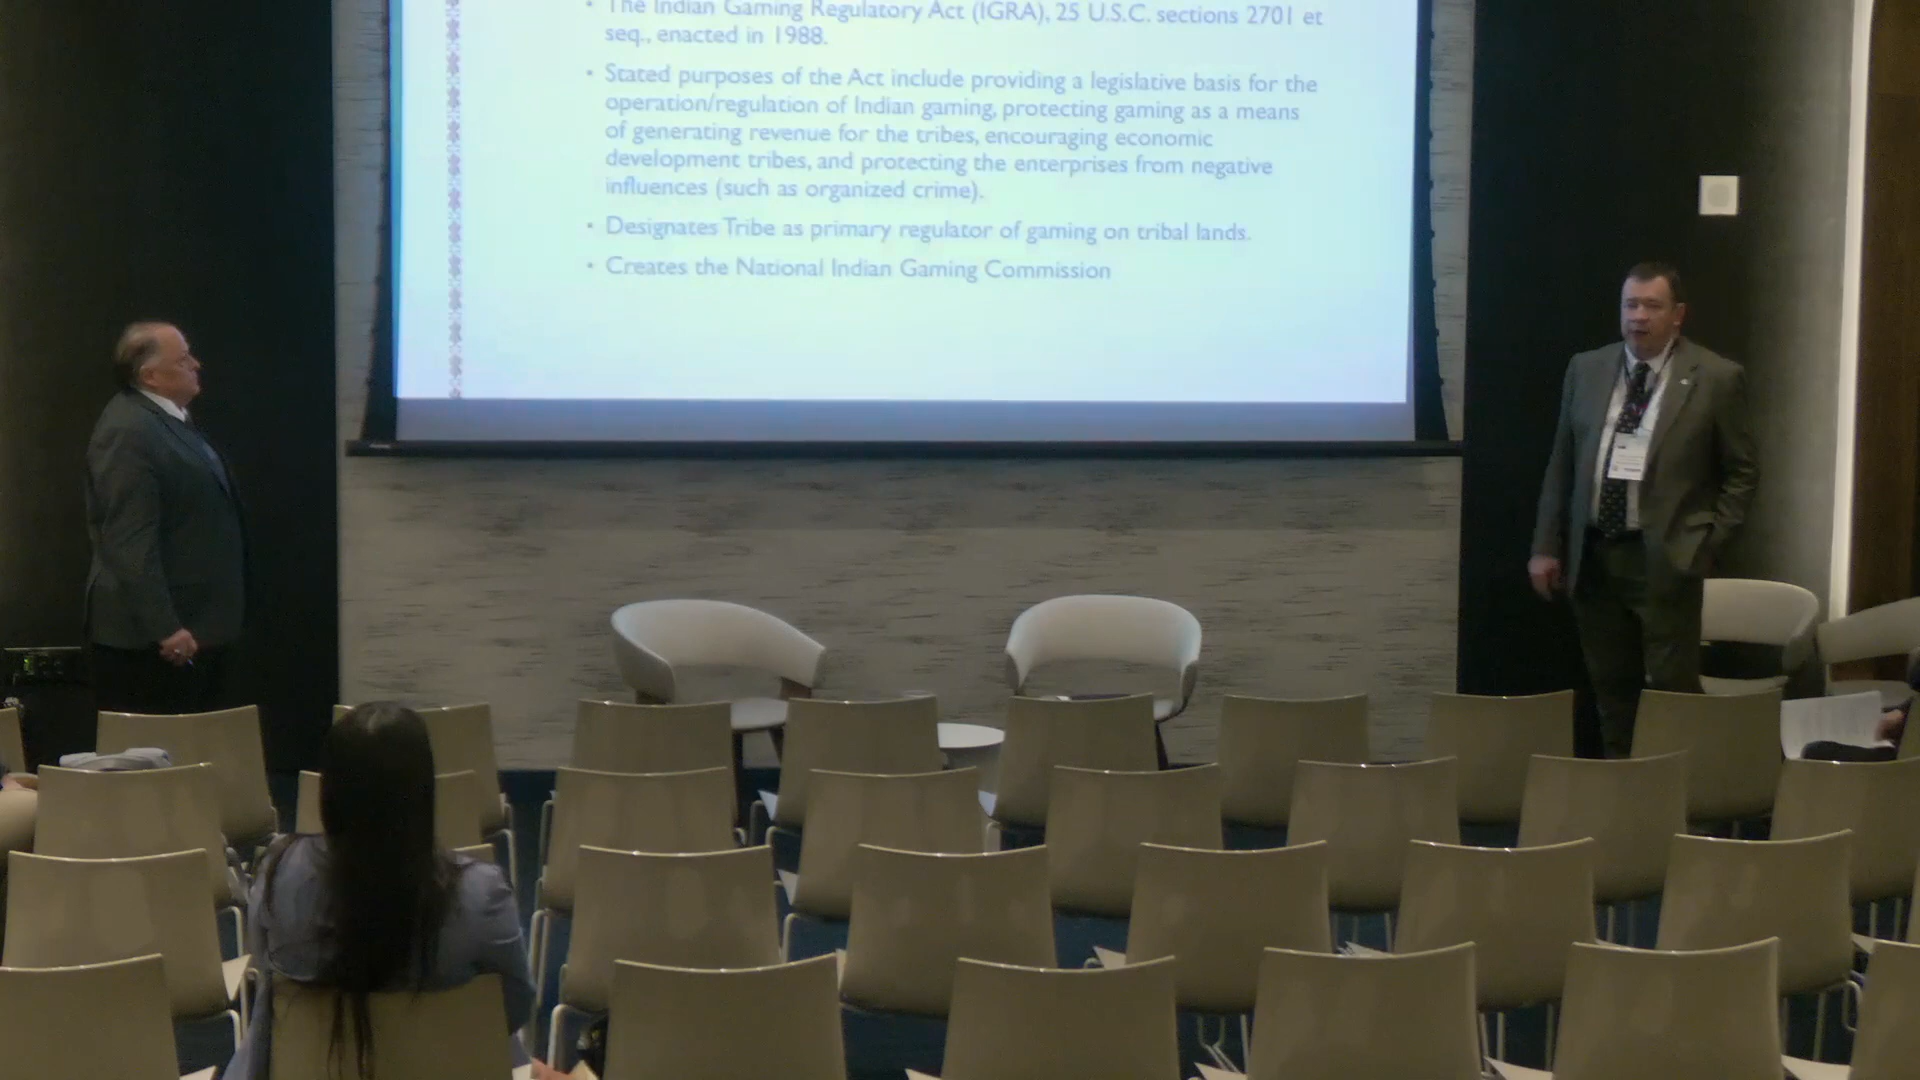 • The Indian Gaming Regulatory Act (IGRA), 25 U.S.C. sections 2701 et
seq., enacted in 1988.
• Stated purposes of the Act include providing a legislative basis for the
operation/regulation of Indian gaming, protecting gaming as a means
of generating revenue for the tribes, encouraging economic
development tribes, and protecting the enterprises from negative
influences (such as organized crime).
• Designates Tribe as primary regulator of gaming on tribal lands.
• Creates the National Indian Gaming Commission